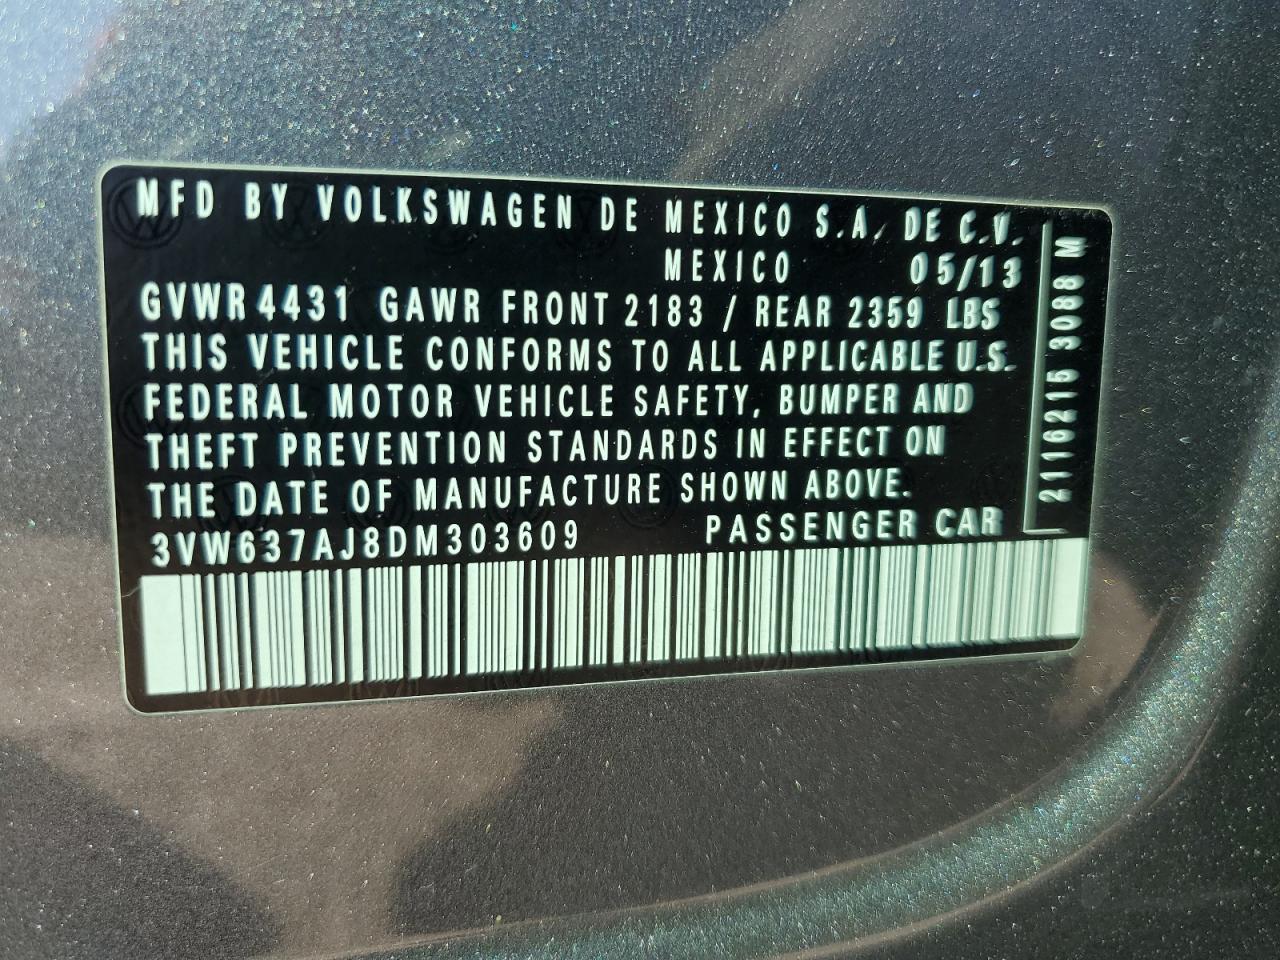 MFD BY VOLKSWAGEN DE MEXICO S.A. DE C.V.
MEXICO 05/13
GVWR 4431 GAWR FRONT 2183 / REAR 2359 LBS
THIS VEHICLE CONFORMS TO ALL APPLICABLE U.S.
FEDERAL MOTOR VEHICLE SAFETY, BUMPER AND
THEFT PREVENTION STANDARDS IN EFFECT ON
THE DATE OF MANUFACTURE SHOWN ABOVE.
3VW637AJ8DM303609 PASSENGER CAR
2116216 3088 M